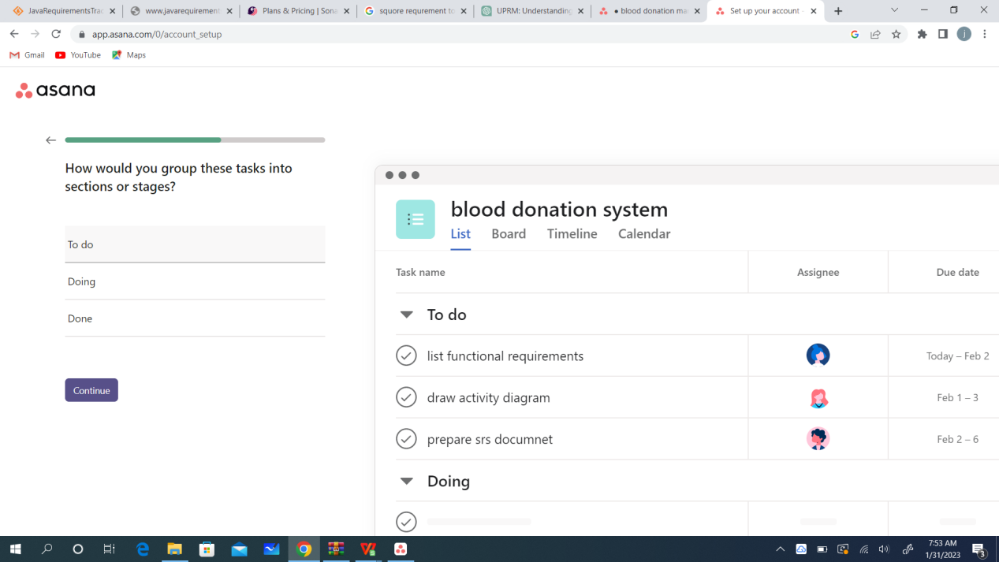 JavaRequirementsTrac
www.javarequirement
Plans & Pricing | Sona
squore requrement to
UPRM: Understanding
● blood donation ma
Set up your account -
app.asana.com/0/account_setup
j
Gmail
YouTube
Maps
asana
How would you group these tasks into
sections or stages?
To do
Doing
Done
Continue
blood donation system
List Board Timeline Calendar
Task name Assignee Due date
To do
list functional requirements Today – Feb 2
draw activity diagram Feb 1 – 3
prepare srs documnet Feb 2 – 6
Doing
7:53 AM
1/31/2023
3